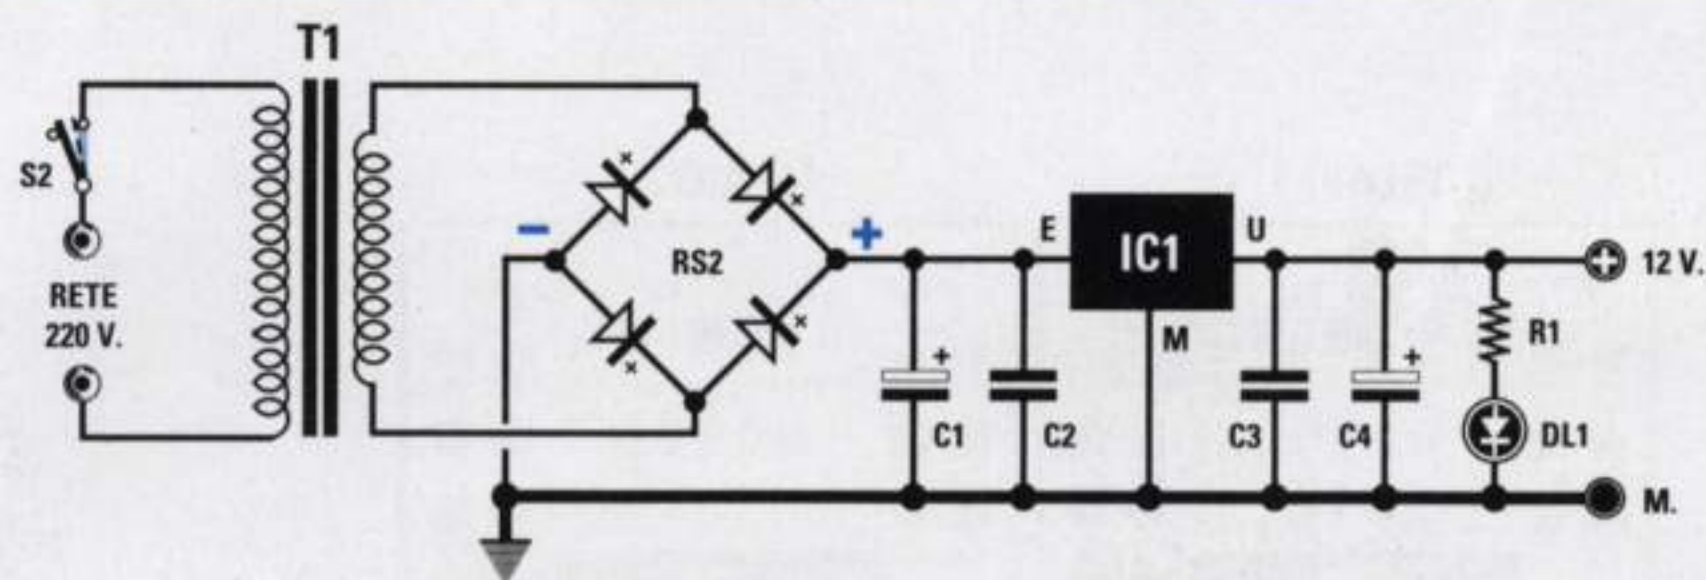 T1
S2
RETE
220 V.
−
+
RS2
E
IC1
U
M
12 V.
+
C1
C2
C3
+
C4
R1
DL1
M.